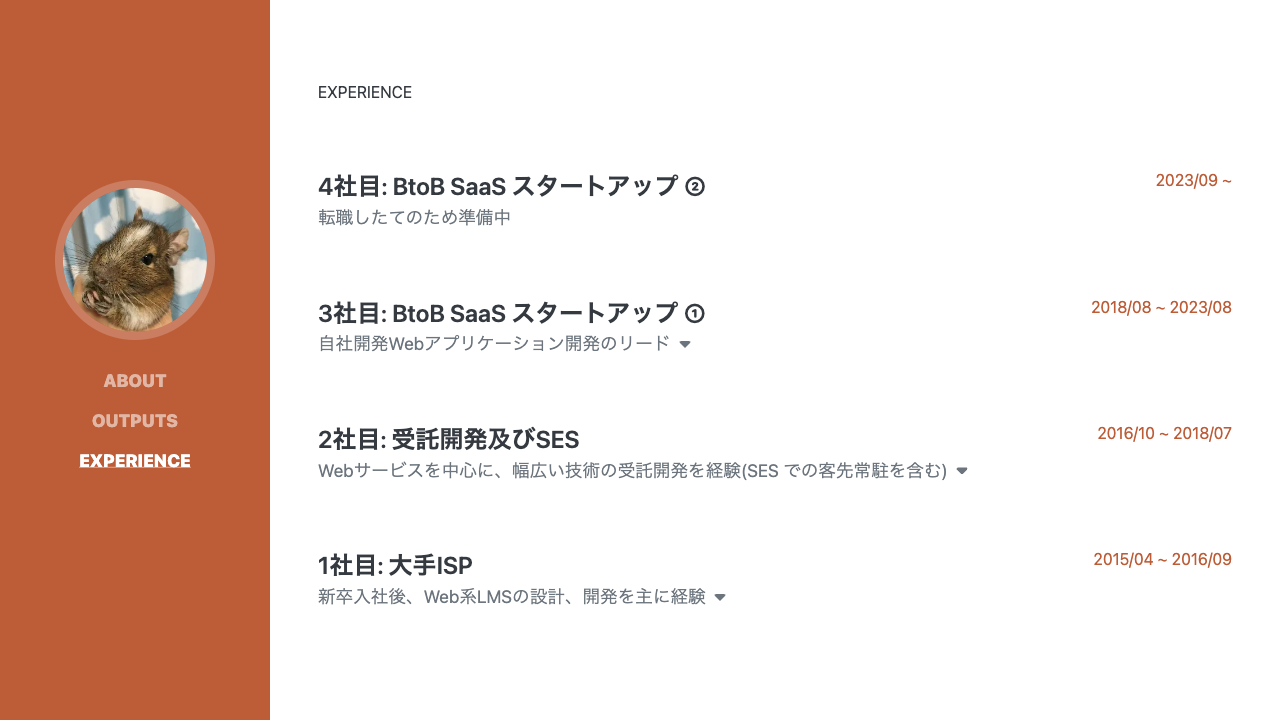 ABOUT
OUTPUTS
EXPERIENCE
EXPERIENCE
4社目: BtoB SaaS スタートアップ ②
2023/09 ~
転職したてのため準備中
3社目: BtoB SaaS スタートアップ ①
2018/08 ~ 2023/08
自社開発Webアプリケーション開発のリード
2社目: 受託開発及びSES
2016/10 ~ 2018/07
Webサービスを中心に、幅広い技術の受託開発を経験(SES での客先常駐を含む)
1社目: 大手ISP
2015/04 ~ 2016/09
新卒入社後、Web系LMSの設計、開発を主に経験